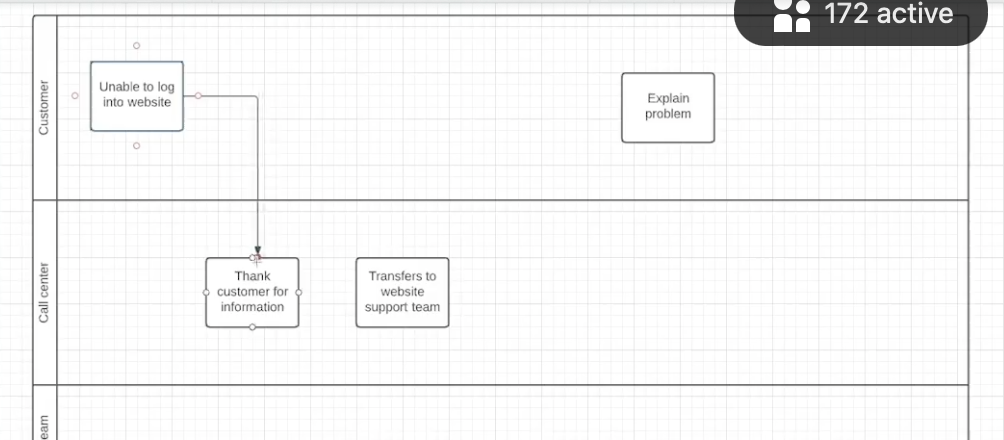 172 active
Customer
Unable to log
into website
Explain
problem
Call center
Thank
customer for
information
Transfers to
website
support team
eam